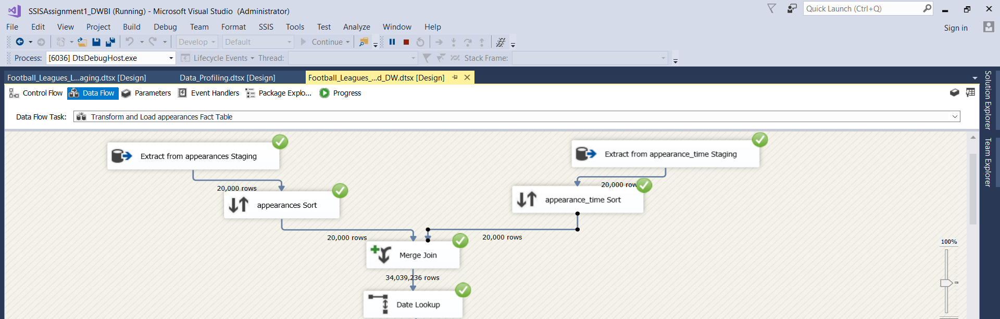 SSISAssignment1_DWBI (Running) - Microsoft Visual Studio (Administrator)
Quick Launch (Ctrl+Q)
File Edit View Project Build Debug Team Format SSIS Tools Test Analyze Window Help
Sign in
Develop Default Continue
Process: [6036] DtsDebugHost.exe Lifecycle Events Thread: Stack Frame:
Football_Leagues_L...aging.dtsx [Design] Data_Profiling.dtsx [Design] Football_Leagues_...d_DW.dtsx [Design]
Control Flow Data Flow Parameters Event Handlers Package Explo... Progress
Data Flow Task: Transform and Load appearances Fact Table
Extract from appearances Staging
Extract from appearance_time Staging
20,000 rows
20,000 row
appearances Sort
appearance_time Sort
20,000 rows
20,000 rows
Merge Join
34,039,236 rows
Date Lookup
100%
Solution Explorer
Team Explorer